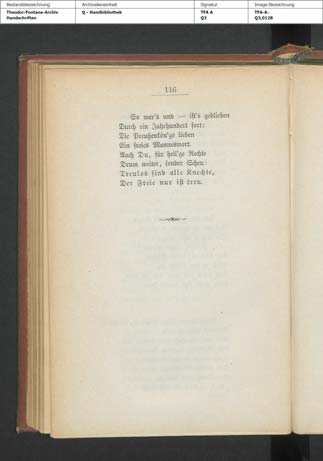 Bestandsbezeichnung Archivalieneinheit Signatur Image Bezeichnung
Theodor-Fontane-Archiv Q - Handbibliothek TFA A TFA-A-
Handschriften Q3 Q3,0128
116
So war's und — ist's geblieben
Durch ein Jahrhundert fort:
Die Preußenkön'ge lieben
Ein freies Manneswort.
Auch Du, für heil'ge Rechte
Drum weiter, sonder Scheu:
Treulos sind alle Knechte,
Der Freie nur ist treu.